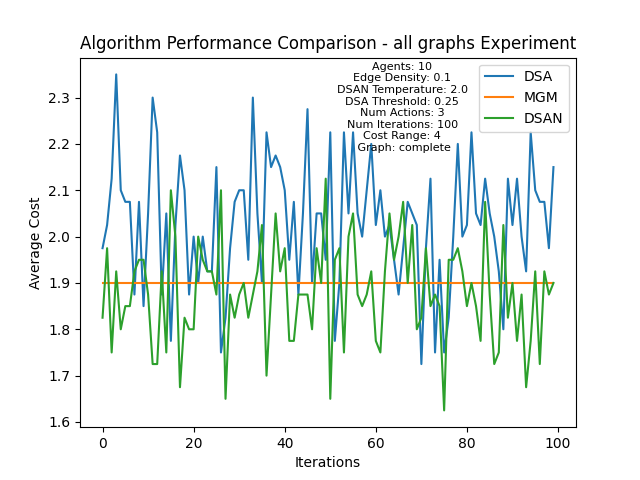 Algorithm Performance Comparison - all graphs Experiment
Agents: 10
Edge Density: 0.1
DSAN Temperature: 2.0
DSA Threshold: 0.25
Num Actions: 3
Num Iterations: 100
Cost Range: 4
Graph: complete
DSA
MGM
DSAN
Average Cost
2.3
2.2
2.1
2.0
1.9
1.8
1.7
1.6
0
20
40
60
80
100
Iterations